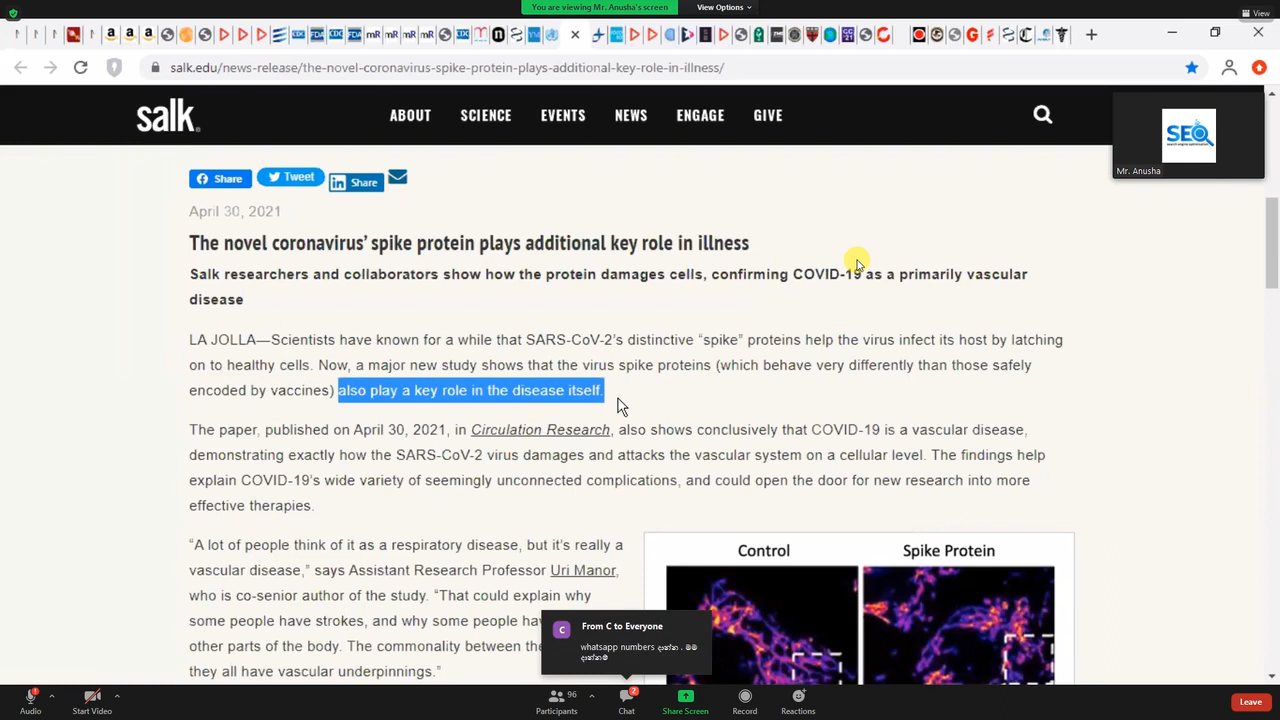 You are viewing Mr. Anusha's screen
View Options
View
salk.edu/news-release/the-novel-coronavirus-spike-protein-plays-additional-key-role-in-illness/
salk.
ABOUT SCIENCE EVENTS NEWS ENGAGE GIVE
SEO
Mr. Anusha
Share Tweet Share
April 30, 2021
The novel coronavirus’ spike protein plays additional key role in illness
Salk researchers and collaborators show how the protein damages cells, confirming COVID-19 as a primarily vascular
disease
LA JOLLA—Scientists have known for a while that SARS-CoV-2’s distinctive “spike” proteins help the virus infect its host by latching
on to healthy cells. Now, a major new study shows that the virus spike proteins (which behave very differently than those safely
encoded by vaccines) also play a key role in the disease itself.
The paper, published on April 30, 2021, in Circulation Research, also shows conclusively that COVID-19 is a vascular disease,
demonstrating exactly how the SARS-CoV-2 virus damages and attacks the vascular system on a cellular level. The findings help
explain COVID-19’s wide variety of seemingly unconnected complications, and could open the door for new research into more
effective therapies.
“A lot of people think of it as a respiratory disease, but it’s really a
vascular disease,” says Assistant Research Professor Uri Manor,
who is co-senior author of the study. “That could explain why
some people have strokes, and why some people
other parts of the body. The commonality between
they all have vascular underpinnings.”
Control Spike Protein
C From C to Everyone
whatsapp numbers දාන්න . මම
දාන්නම්
Audio Start Video Participants 96 Chat 2 Share Screen Record Reactions Leave